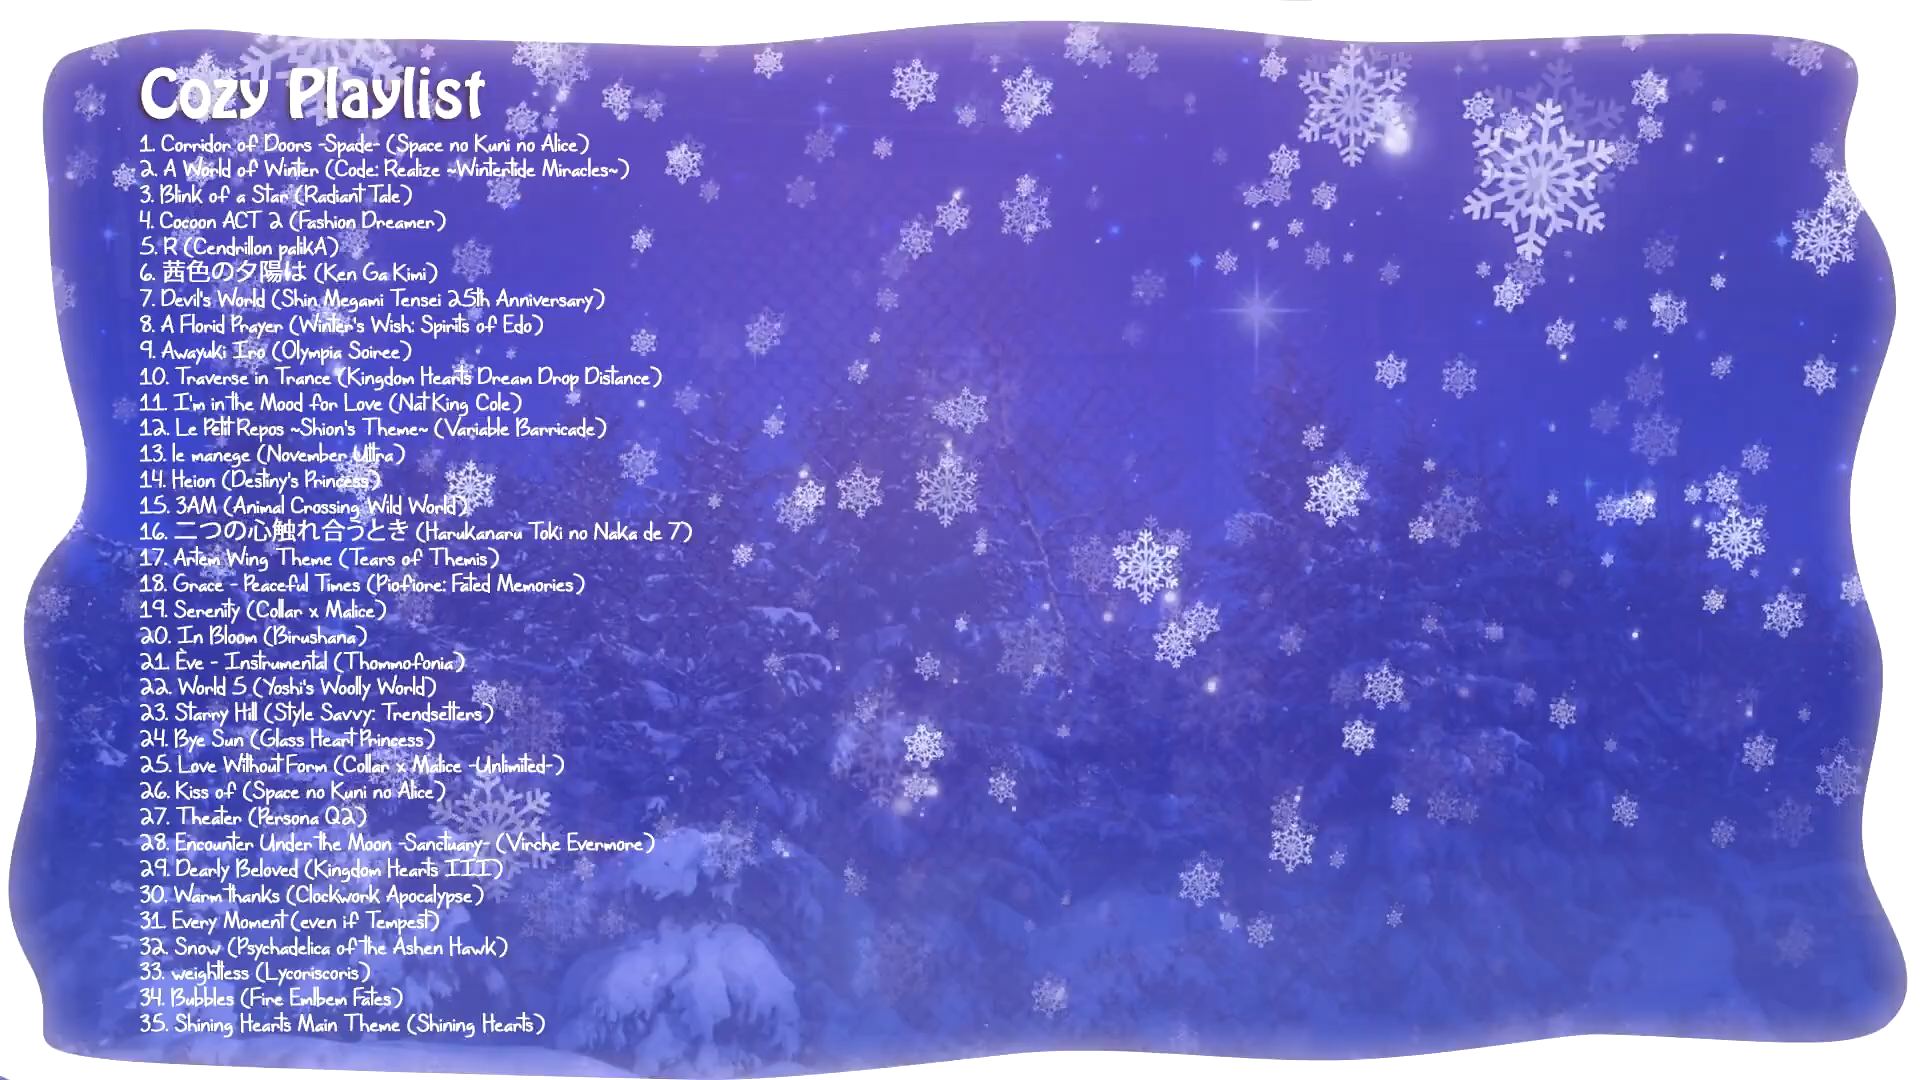 Cozy Playlist
1. Corridor of Doors -Spade- (Space no Kuni no Alice)
2. A World of Winter (Code: Realize ~Wintertide Miracles~)
3. Blink of a Star (Radiant Tale)
4. Cocoon ACT 2 (Fashion Dreamer)
5. R (Cendrillon palikA)
6. 茜色の夕陽は (Ken Ga Kimi)
7. Devil's World (Shin Megami Tensei 25th Anniversary)
8. A Florid Prayer (Winter's Wish: Spirits of Edo)
9. Awayuki Iro (Olympia Soiree)
10. Traverse in Trance (Kingdom Hearts Dream Drop Distance)
11. I'm in the Mood for Love (Nat King Cole)
12. Le Petit Repos ~Shion's Theme~ (Variable Barricade)
13. le manege (November Ultra)
14. Heion (Destiny's Princess)
15. 3AM (Animal Crossing Wild World)
16. 二つの心触れ合うとき (Harukanaru Toki no Naka de 7)
17. Artem Wing Theme (Tears of Themis)
18. Grace - Peaceful Times (Piofiore: Fated Memories)
19. Serenity (Collar x Malice)
20. In Bloom (Birushana)
21. Ève - Instrumental (Thommofonia)
22. World 5 (Yoshi's Woolly World)
23. Starry Hill (Style Savvy: Trendsetters)
24. Bye Sun (Glass Heart Princess)
25. Love Without Form (Collar x Malice -Unlimited-)
26. Kiss of (Space no Kuni no Alice)
27. Theater (Persona Q2)
28. Encounter Under the Moon -Sanctuary- (Virche Evermore)
29. Dearly Beloved (Kingdom Hearts III)
30. Warm thanks (Clockwork Apocalypse)
31. Every Moment (even if Tempest)
32. Snow (Psychadelica of the Ashen Hawk)
33. weightless (Lycoriscoris)
34. Bubbles (Fire Emlbem Fates)
35. Shining Hearts Main Theme (Shining Hearts)